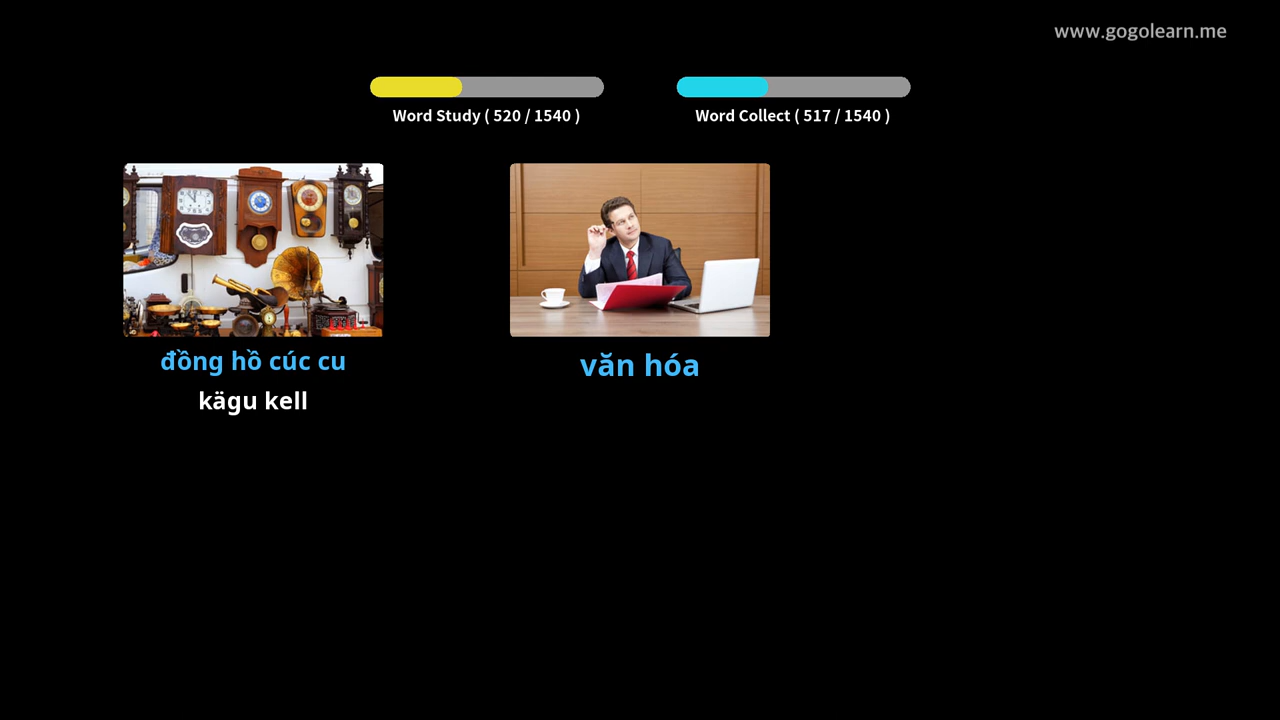 www.gogolearn.me
Word Study ( 520 / 1540 )
Word Collect ( 517 / 1540 )
đồng hồ cúc cu
kägu kell
văn hóa